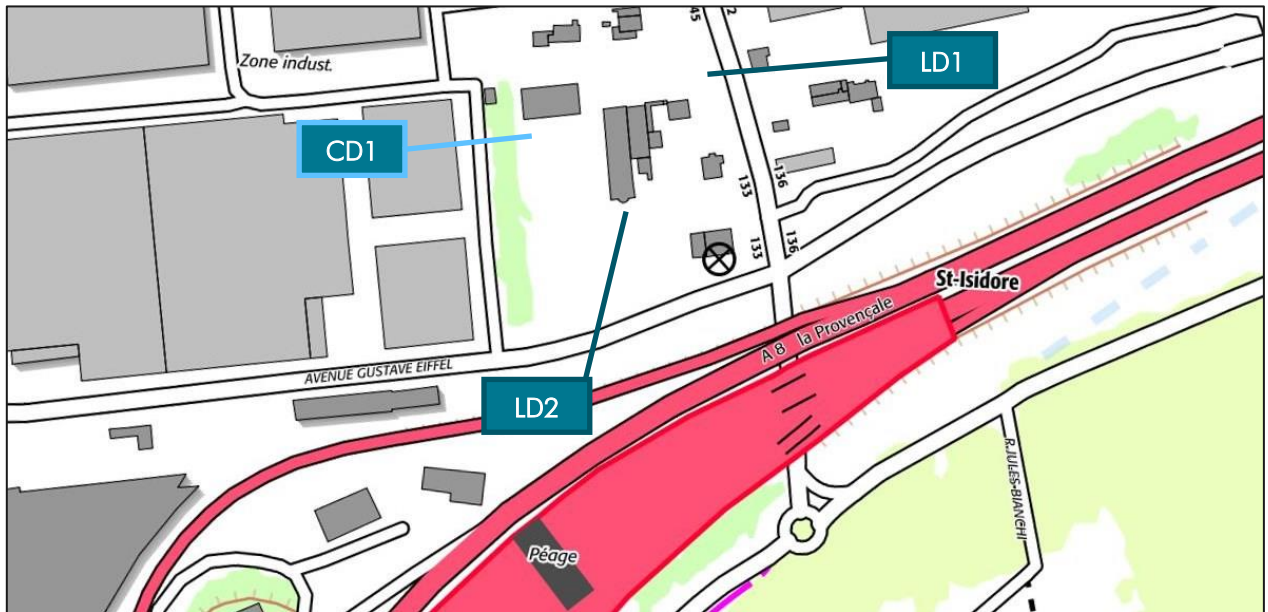 45
2
LD1
Zone indust.
CD1
133
136
133
136
St-Isidore
A 8 la Provençale
AVENUE GUSTAVE EIFFEL
LD2
R.JULES-BIANCHI
Péage